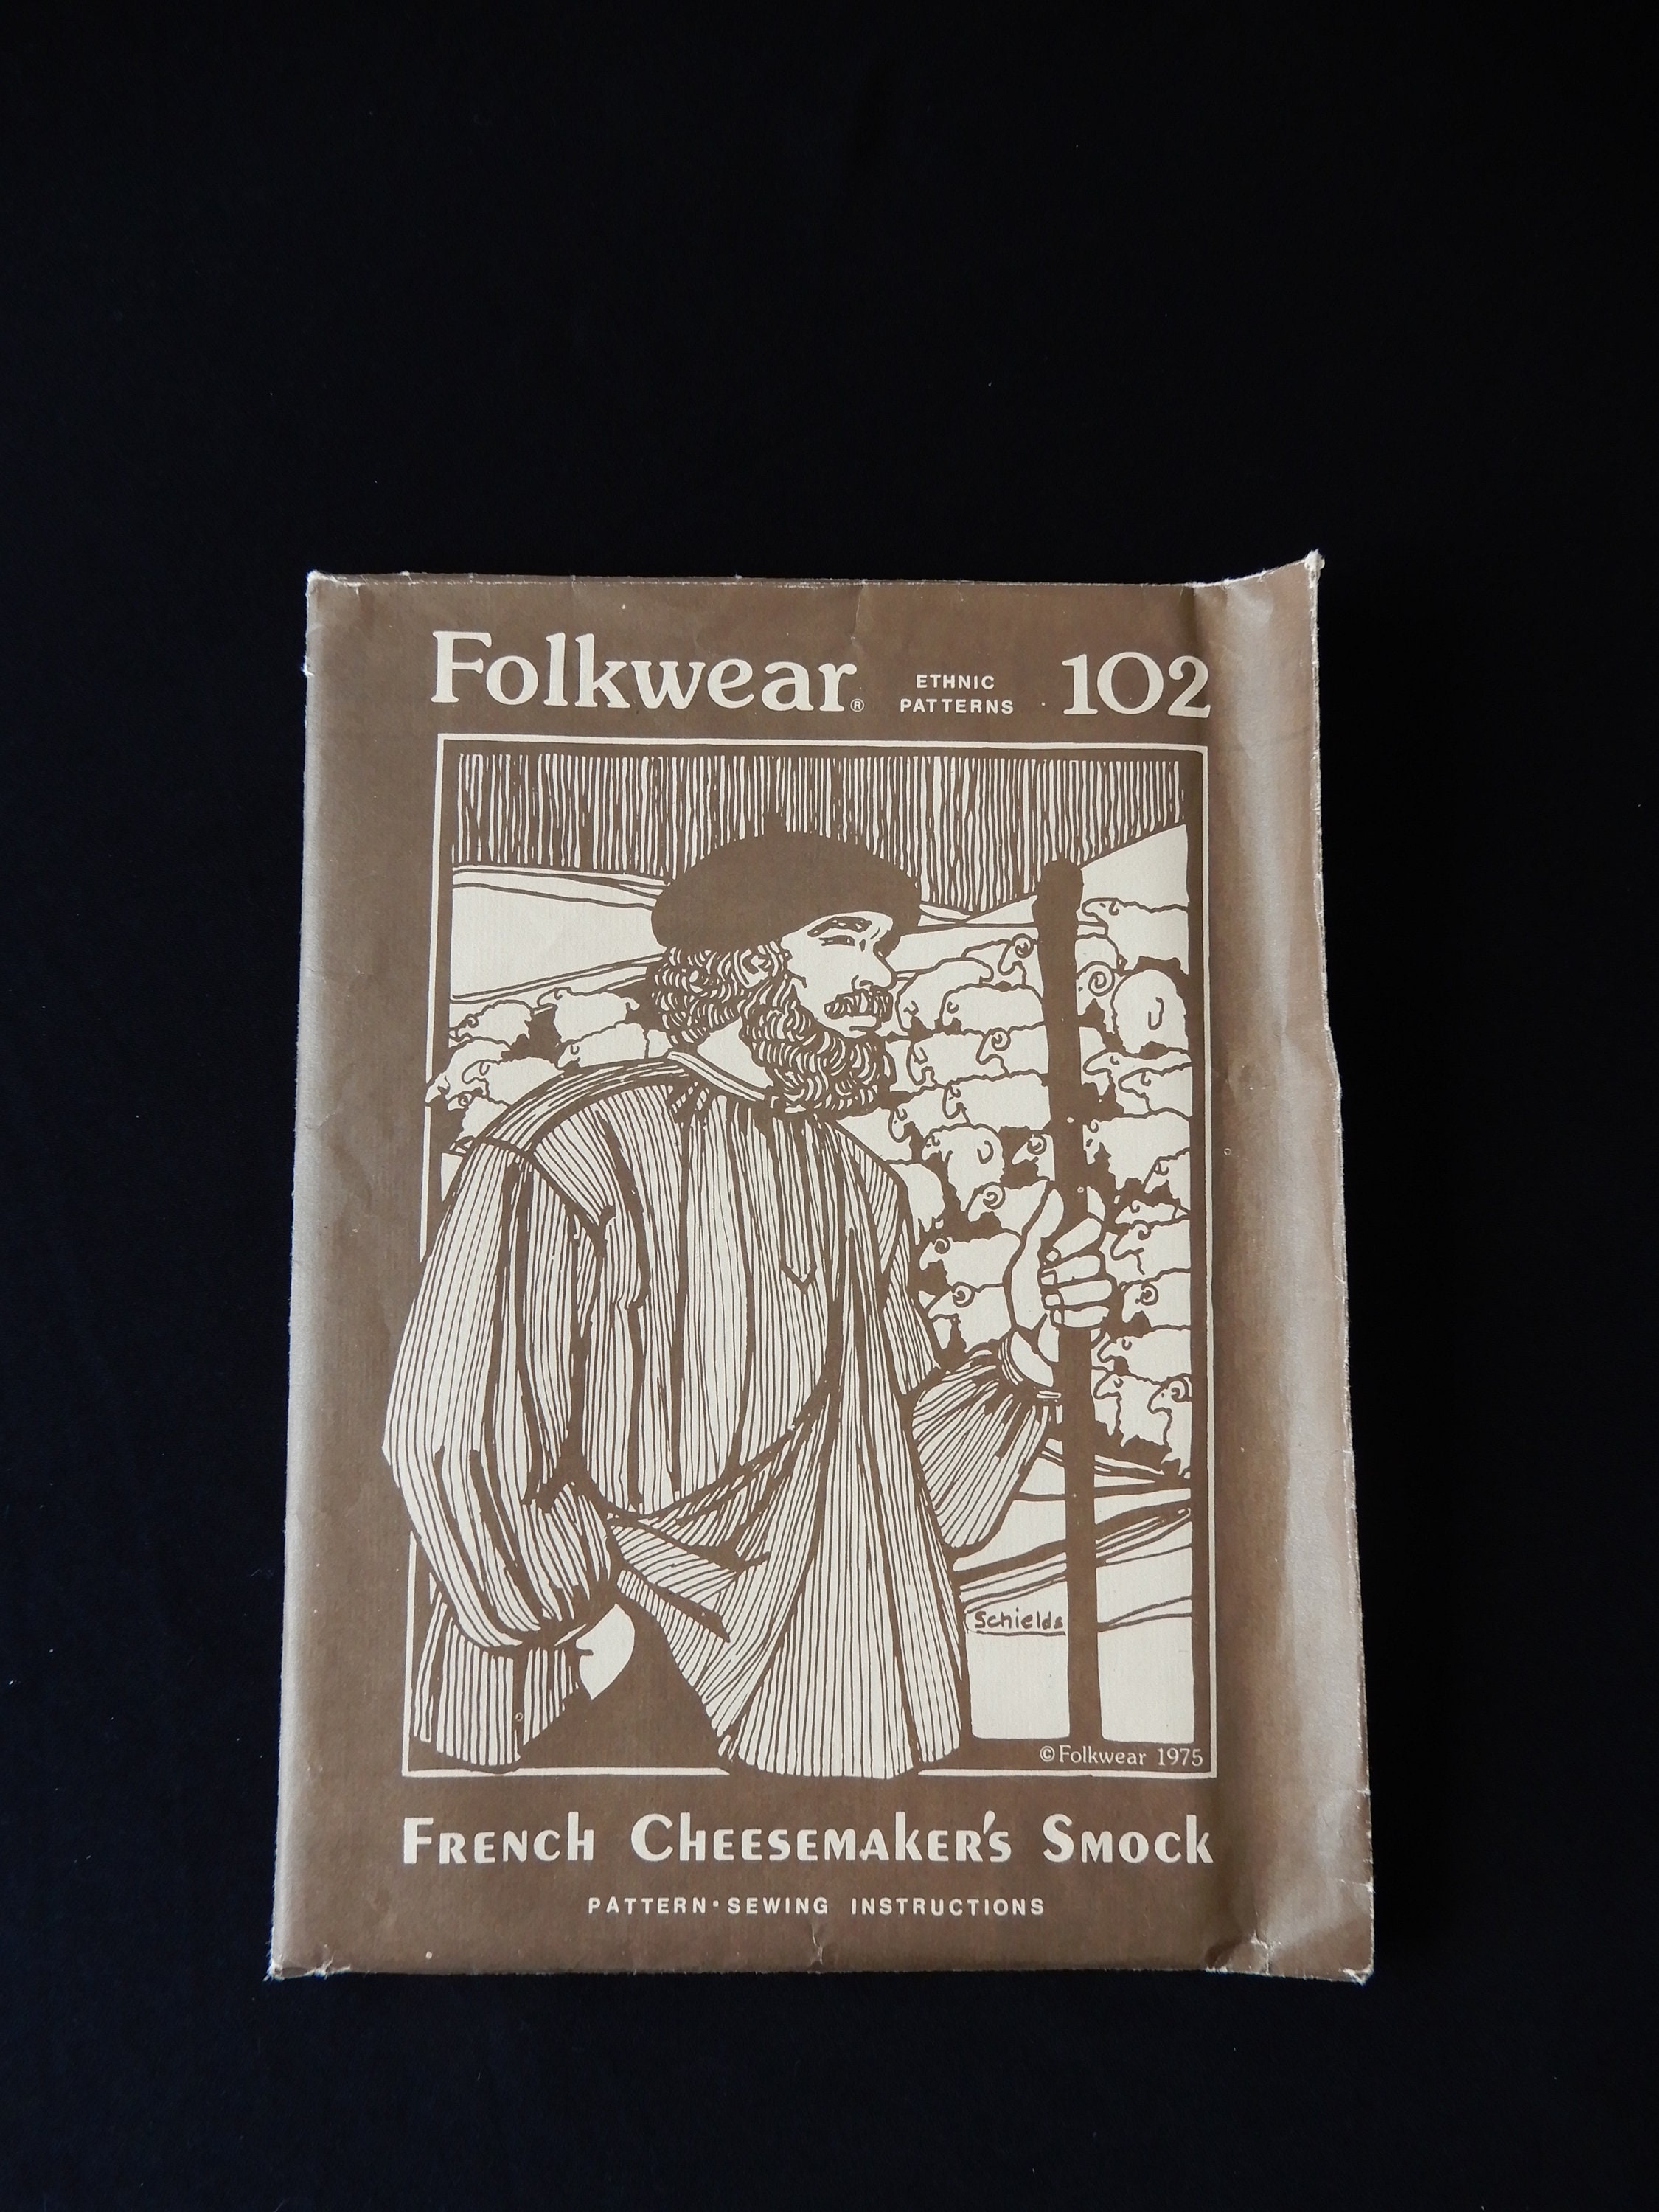 Folkwear® ETHNIC PATTERNS 102
Schields
©Folkwear 1975
French Cheesemaker's Smock
PATTERN • SEWING INSTRUCTIONS